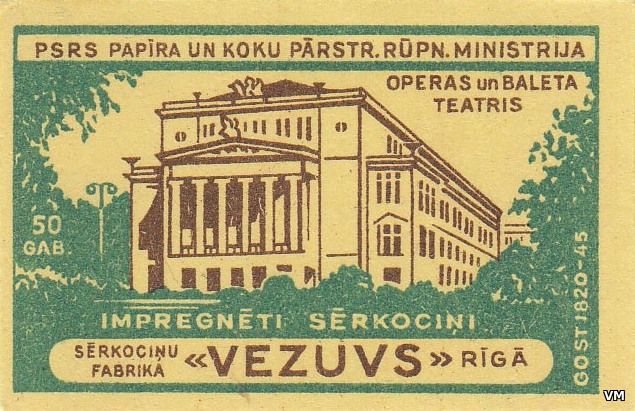 PSRS PAPĪRA UN KOKU PĀRSTR. RŪPN. MINISTRIJA
OPERAS un BALETA
TEATRIS
50
GAB.
GOST 1820-45
IMPREGNĒTI SĒRKOCIŅI
SĒRKOCIŅU
FABRIKĀ
«VEZUVS» RĪGĀ
VM